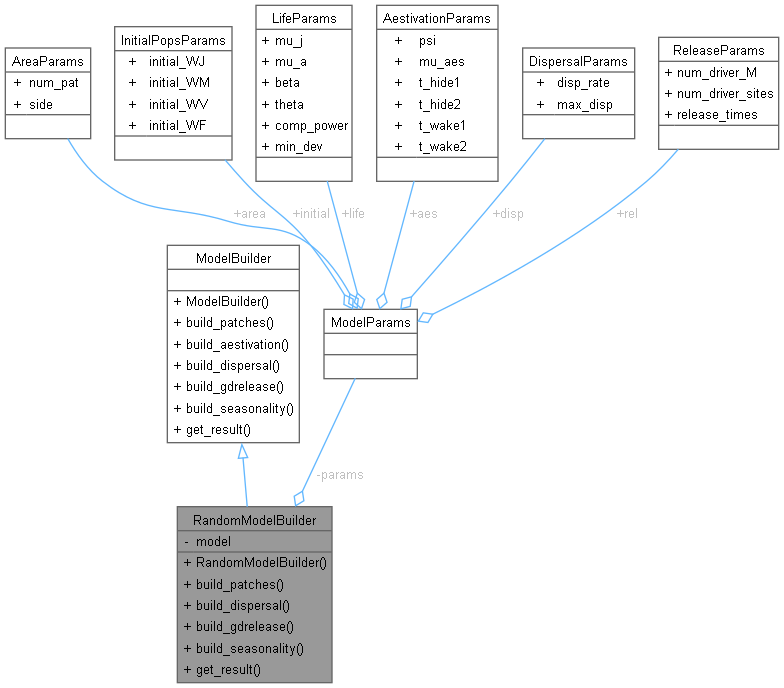 AreaParams
+ num_pat
+ side
InitialPopsParams
+ initial_WJ
+ initial_WM
+ initial_WV
+ initial_WF
LifeParams
+ mu_j
+ mu_a
+ beta
+ theta
+ comp_power
+ min_dev
AestivationParams
+ psi
+ mu_aes
+ t_hide1
+ t_hide2
+ t_wake1
+ t_wake2
DispersalParams
+ disp_rate
+ max_disp
ReleaseParams
+ num_driver_M
+ num_driver_sites
+ release_times
+area
+initial
+life
+aes
+disp
+rel
ModelBuilder
+ ModelBuilder()
+ build_patches()
+ build_aestivation()
+ build_dispersal()
+ build_gdrelease()
+ build_seasonality()
+ get_result()
ModelParams
-params
RandomModelBuilder
- model
+ RandomModelBuilder()
+ build_patches()
+ build_dispersal()
+ build_gdrelease()
+ build_seasonality()
+ get_result()